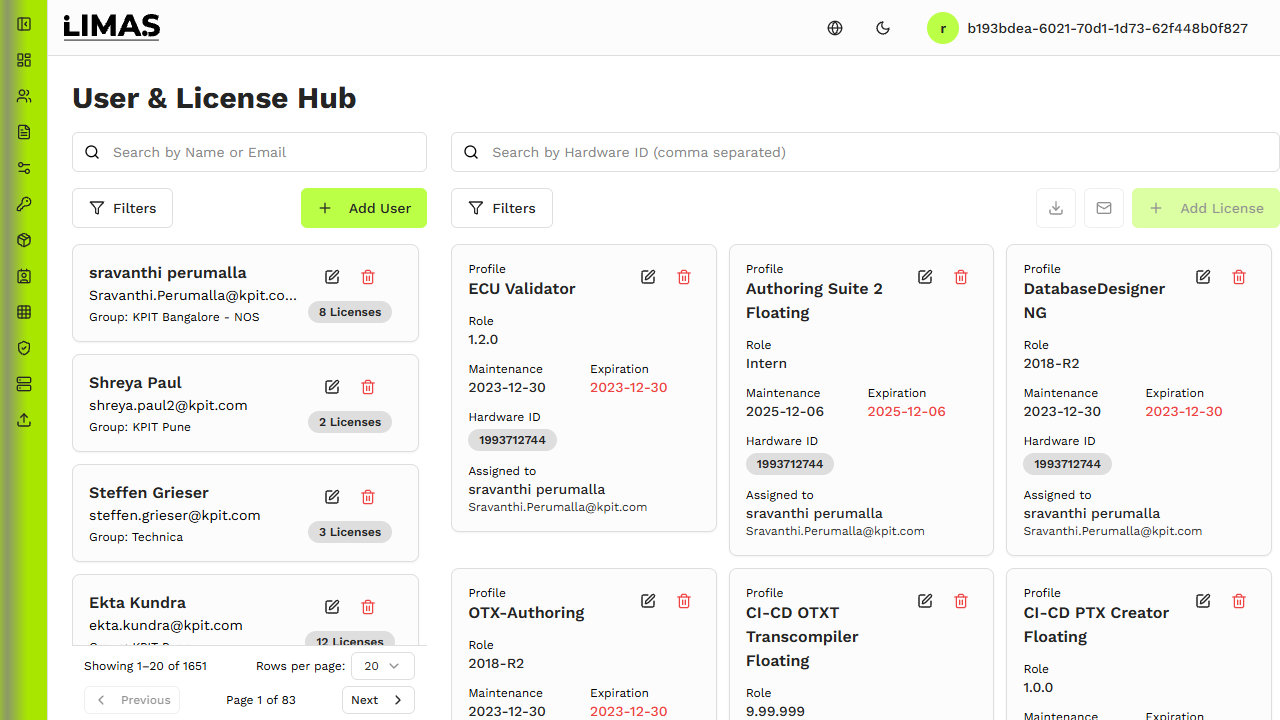 LIMAS
r
b193bdea-6021-70d1-1d73-62f448b0f827
User & License Hub
Search by Name or Email
Search by Hardware ID (comma separated)
Filters
Add User
Filters
Add License
sravanthi perumalla
Sravanthi.Perumalla@kpit.co...
Group: KPIT Bangalore - NOS
8 Licenses
Shreya Paul
shreya.paul2@kpit.com
Group: KPIT Pune
2 Licenses
Steffen Grieser
steffen.grieser@kpit.com
Group: Technica
3 Licenses
Ekta Kundra
ekta.kundra@kpit.com
12 Licenses
Showing 1–20 of 1651
Rows per page:
20
Previous
Page 1 of 83
Next
Profile
ECU Validator
Role
1.2.0
Maintenance
Expiration
2023-12-30
2023-12-30
Hardware ID
1993712744
Assigned to
sravanthi perumalla
Sravanthi.Perumalla@kpit.com
Profile
Authoring Suite 2
Floating
Role
Intern
Maintenance
Expiration
2025-12-06
2025-12-06
Hardware ID
1993712744
Assigned to
sravanthi perumalla
Sravanthi.Perumalla@kpit.com
Profile
DatabaseDesigner
NG
Role
2018-R2
Maintenance
Expiration
2023-12-30
2023-12-30
Hardware ID
1993712744
Assigned to
sravanthi perumalla
Sravanthi.Perumalla@kpit.com
Profile
OTX-Authoring
Role
2018-R2
Maintenance
Expiration
2023-12-30
2023-12-30
Profile
CI-CD OTXT
Transcompiler
Floating
Role
9.99.999
Profile
CI-CD PTX Creator
Floating
Role
1.0.0
Maintenance
Expiration